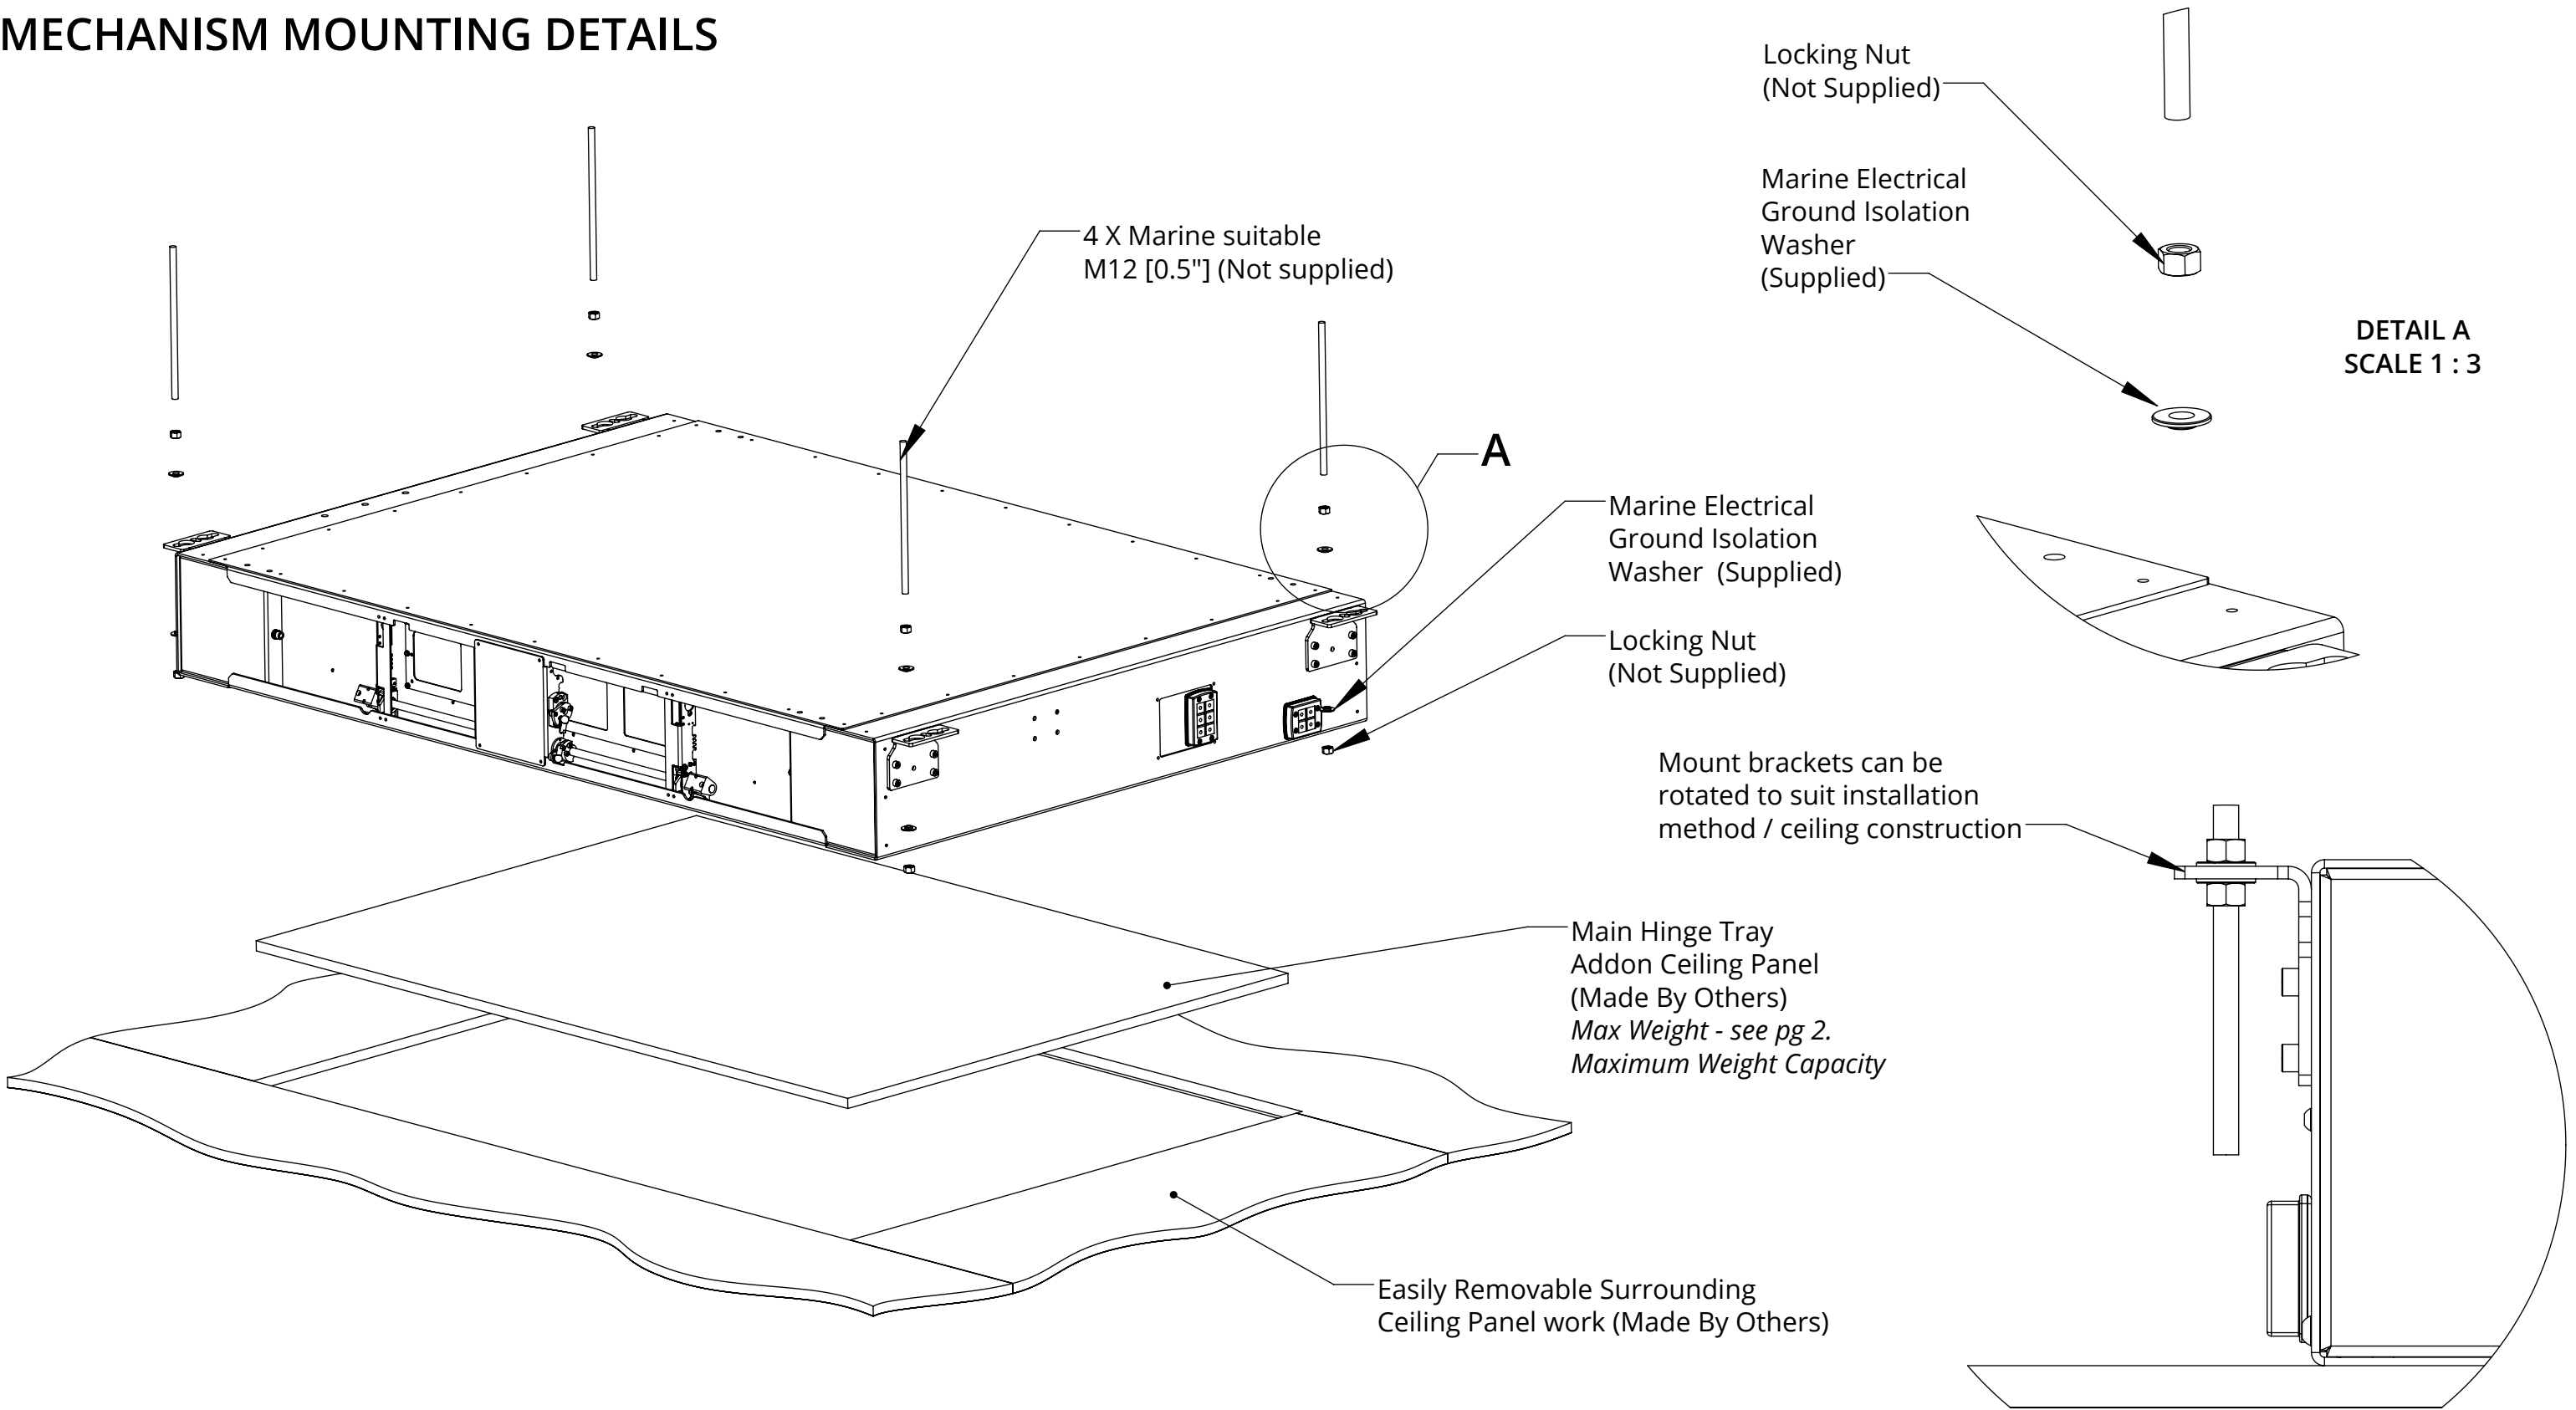 MECHANISM MOUNTING DETAILS
Locking Nut
(Not Supplied)
Marine Electrical
Ground Isolation
Washer
(Supplied)
4 X Marine suitable
M12 [0.5"] (Not supplied)
DETAIL A
SCALE 1 : 3
A
Marine Electrical
Ground Isolation
Washer (Supplied)
Locking Nut
(Not Supplied)
Mount brackets can be
rotated to suit installation
method / ceiling construction
Main Hinge Tray
Addon Ceiling Panel
(Made By Others)
Max Weight - see pg 2.
Maximum Weight Capacity
Easily Removable Surrounding
Ceiling Panel work (Made By Others)